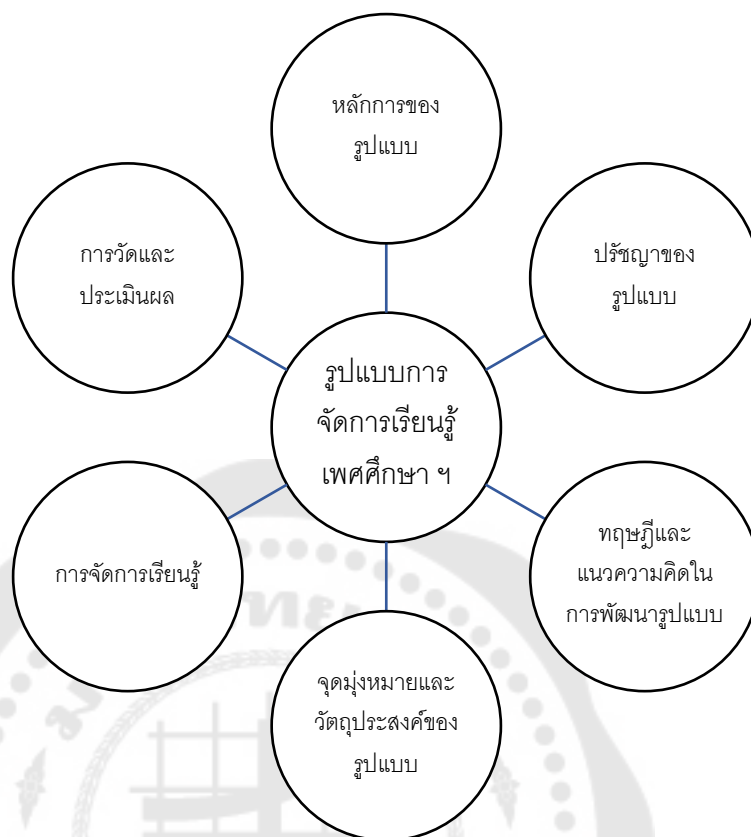 หลักการของ
รูปแบบ
การวัดและ
ประเมินผล
ปรัชญาของ
รูปแบบ
รูปแบบการ
จัดการเรียนรู้
เพศศึกษา ฯ
การจัดการเรียนรู้
ทฤษฎีและ
แนวความคิดใน
การพัฒนารูปแบบ
จุดมุ่งหมายและ
วัตถุประสงค์ของ
รูปแบบ